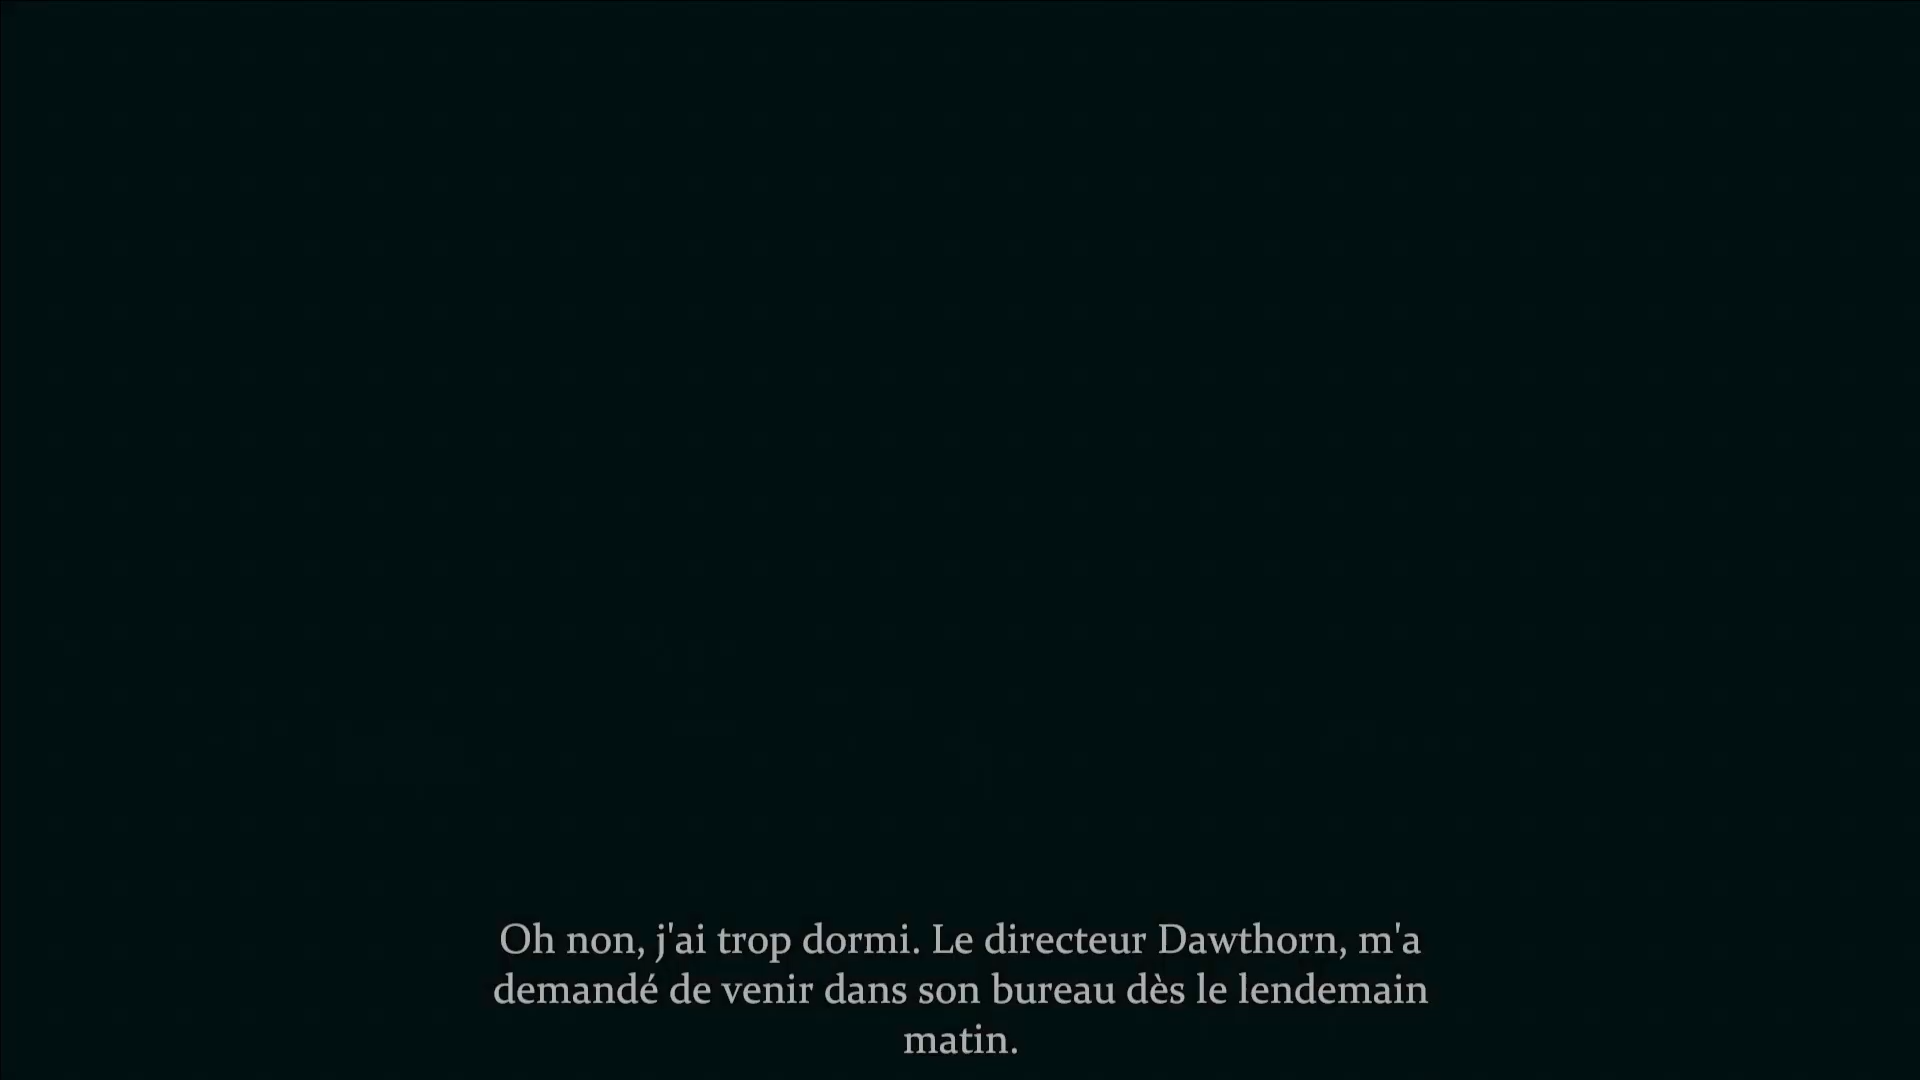 Oh non, j'ai trop dormi. Le directeur Dawthorn, m'a
demandé de venir dans son bureau dès le lendemain
matin.